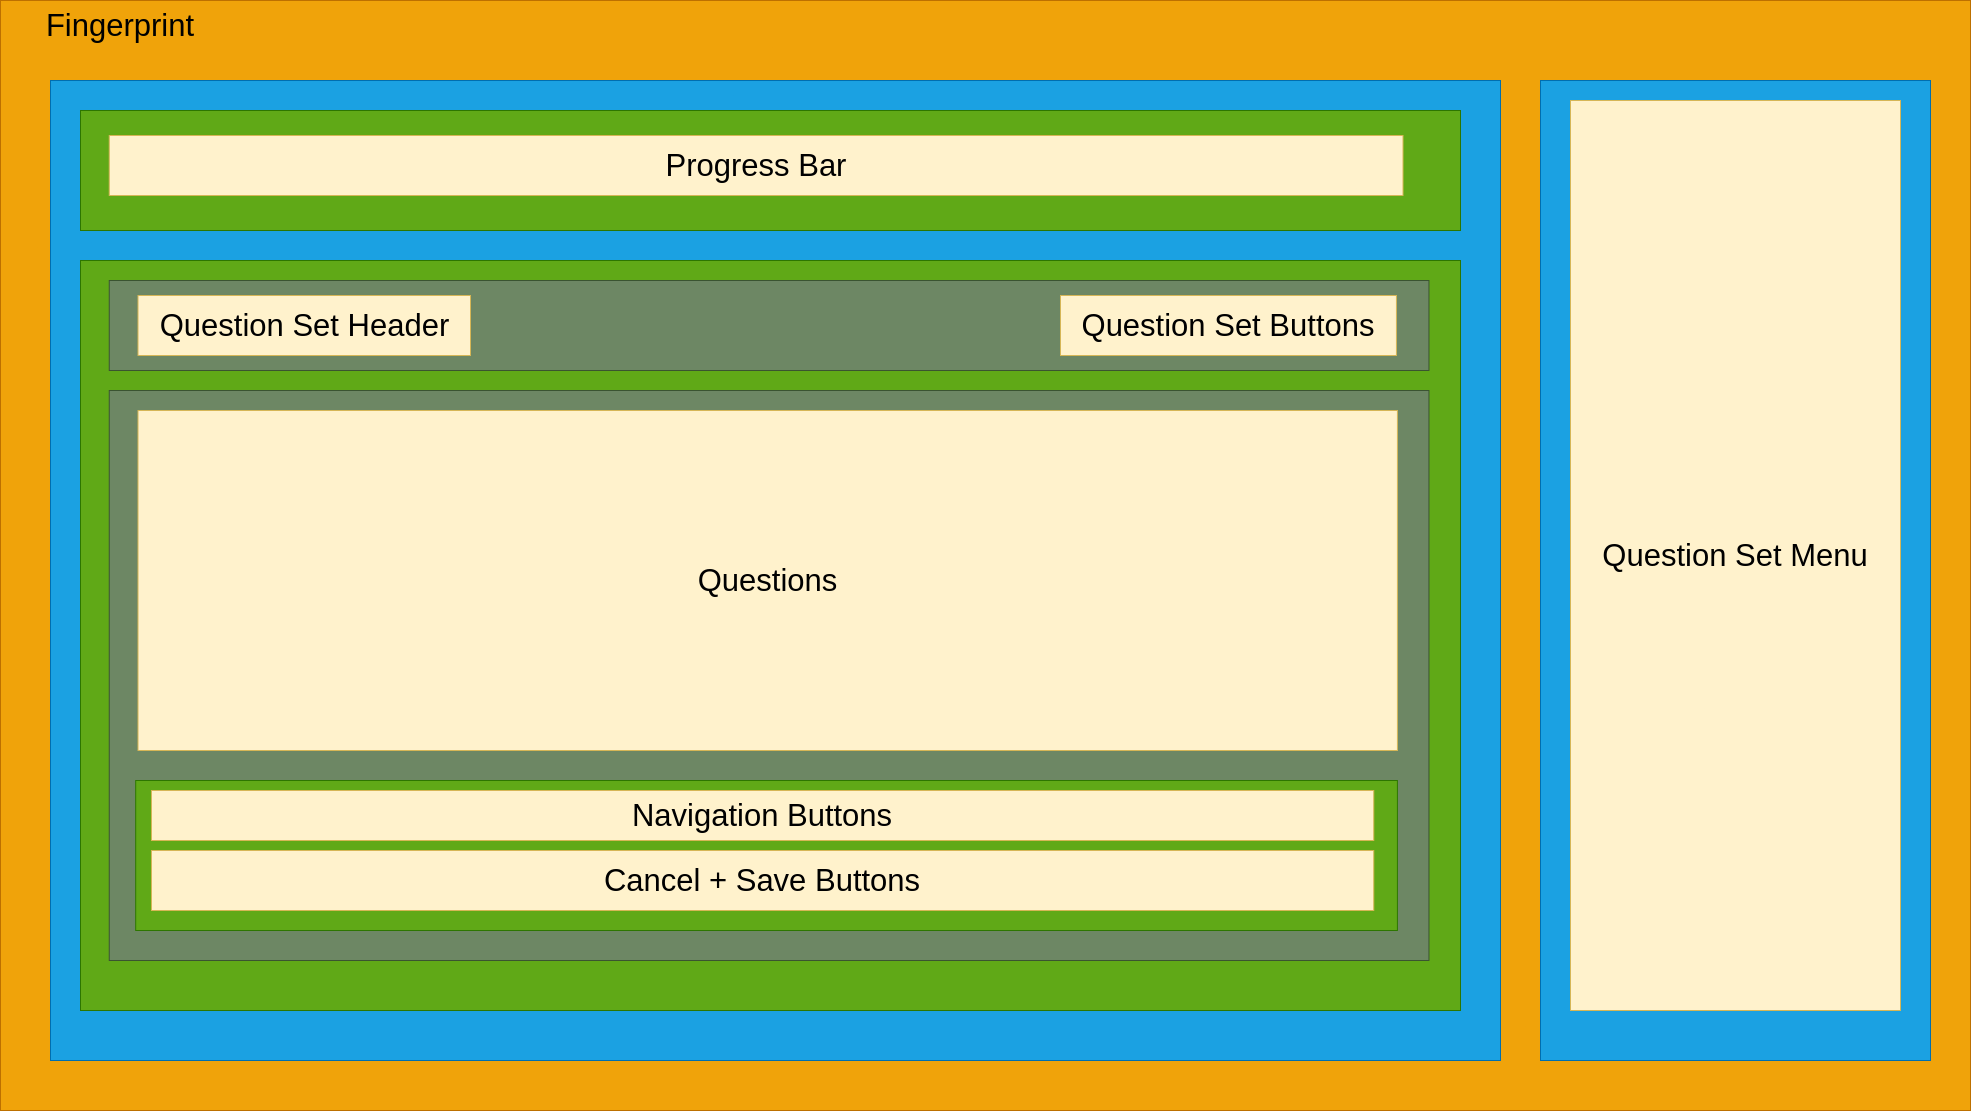 Fingerprint
Progress Bar
Question Set Header
Question Set Buttons
Questions
Question Set Menu
Navigation Buttons
Cancel + Save Buttons